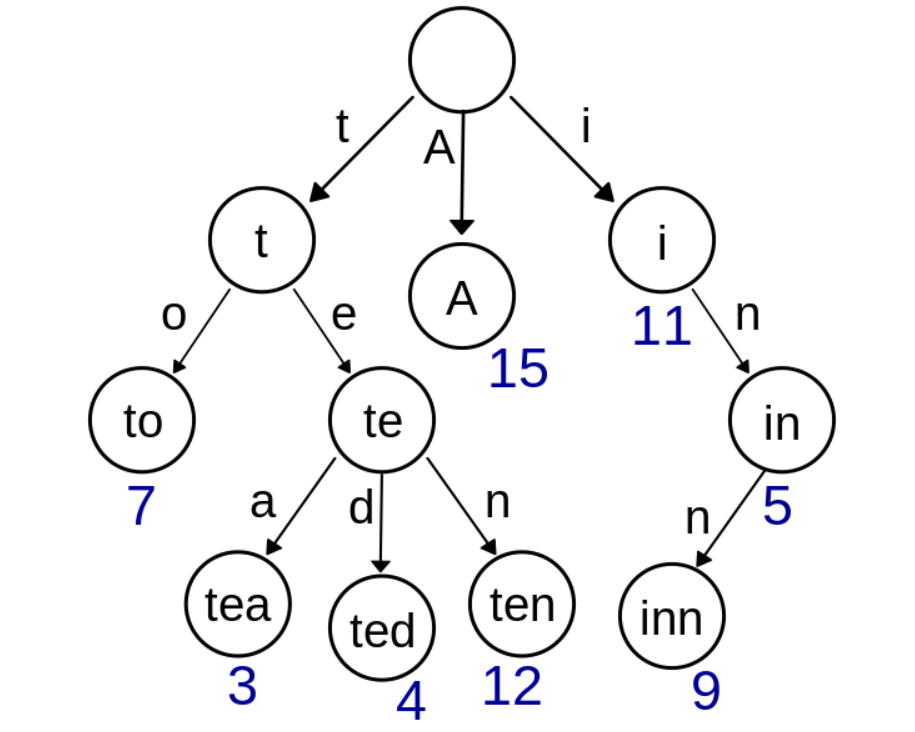 t A i
t A i
15 11
o e n
to te in
7 5
a d n n
tea ted ten inn
3 4 12 9